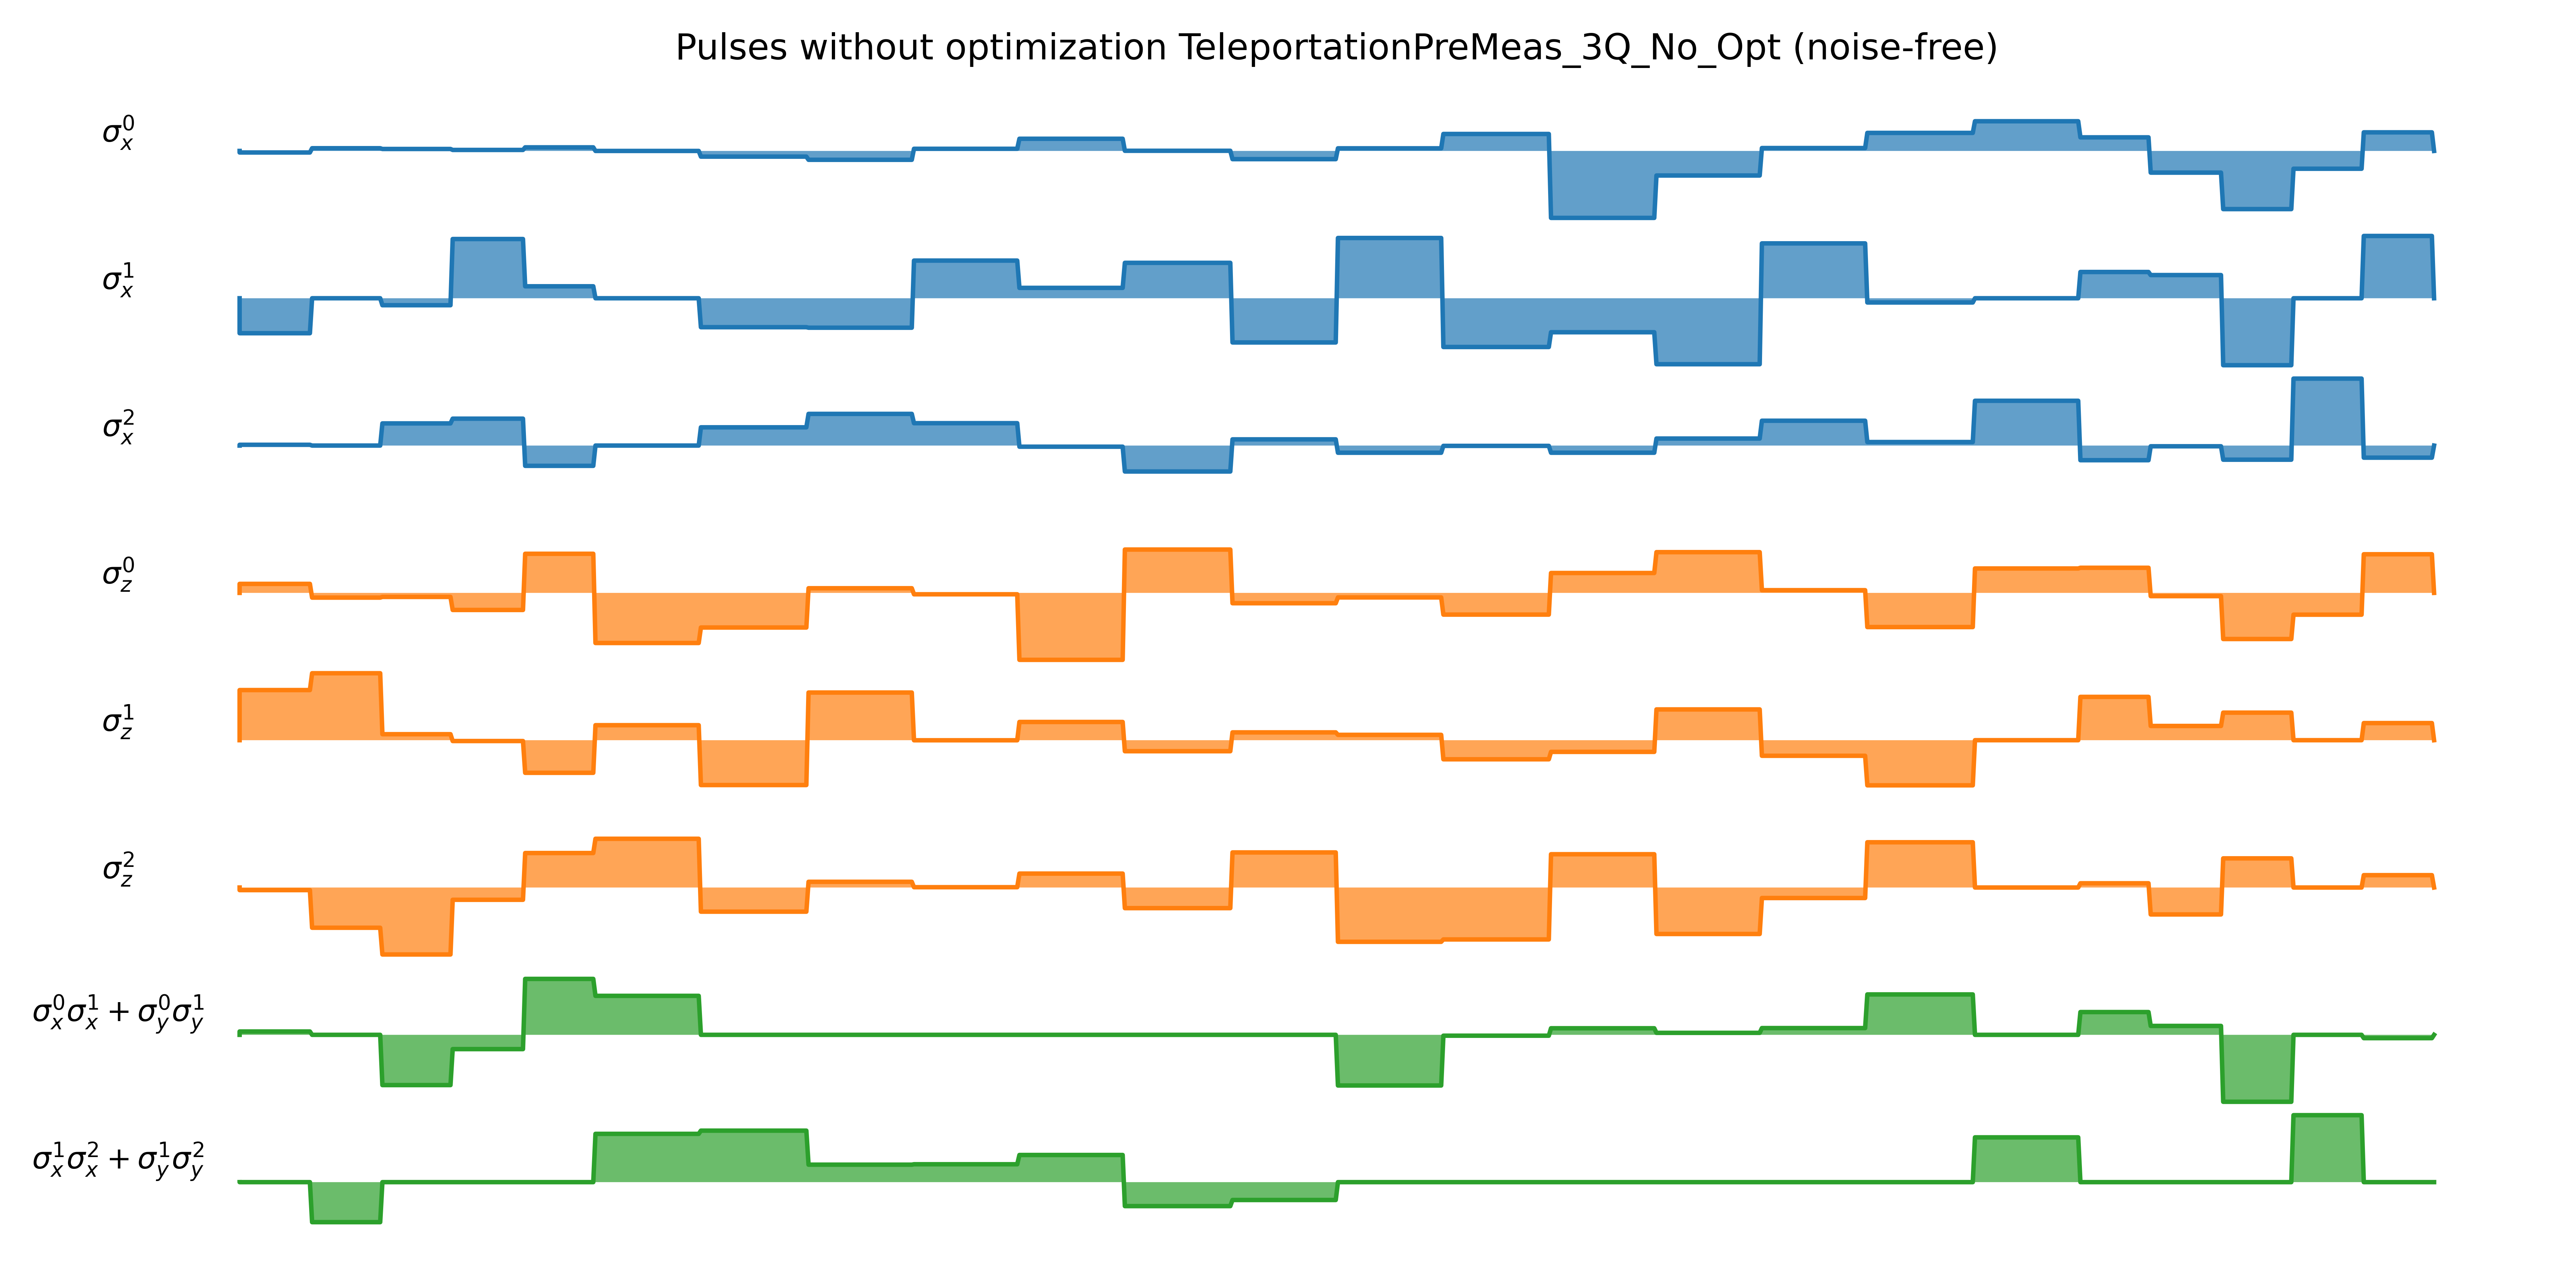 Pulses without optimization TeleportationPreMeas_3Q_No_Opt (noise-free)
σ_x^0
σ_x^1
σ_x^2
σ_z^0
σ_z^1
σ_z^2
σ_x^0σ_x^1 + σ_y^0σ_y^1
σ_x^1σ_x^2 + σ_y^1σ_y^2